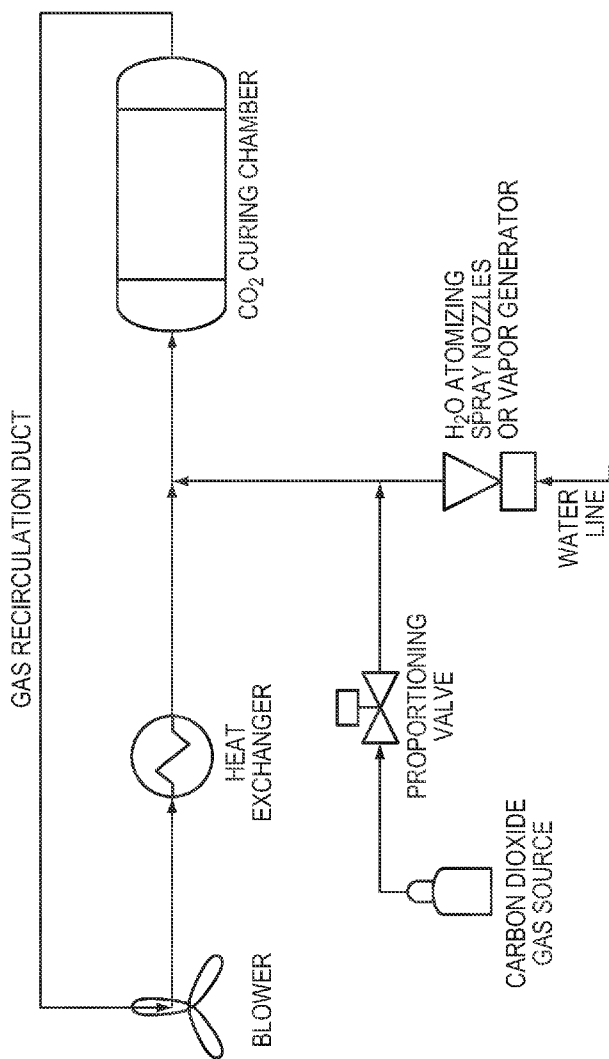 GAS RECIRCULATION DUCT
CO₂ CURING CHAMBER
HEAT
EXCHANGER
BLOWER
H₂O ATOMIZING
SPRAY NOZZLES
OR VAPOR GENERATOR
WATER
LINE
PROPORTIONING
VALVE
CARBON DIOXIDE
GAS SOURCE